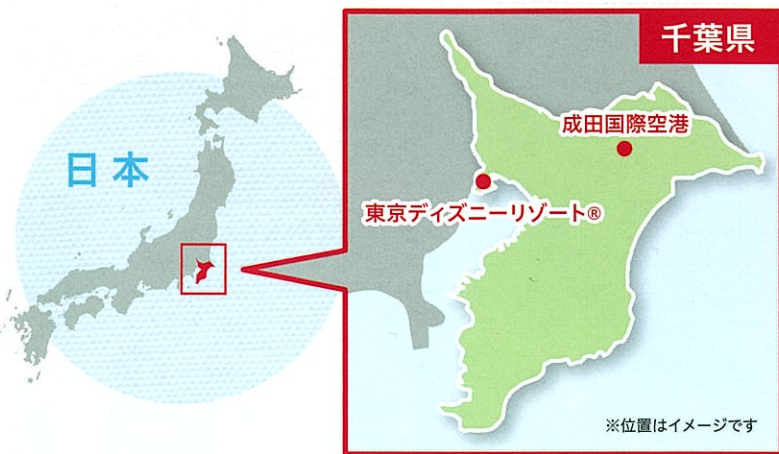 日本
千葉県
成田国際空港
東京ディズニーリゾート®
※位置はイメージです